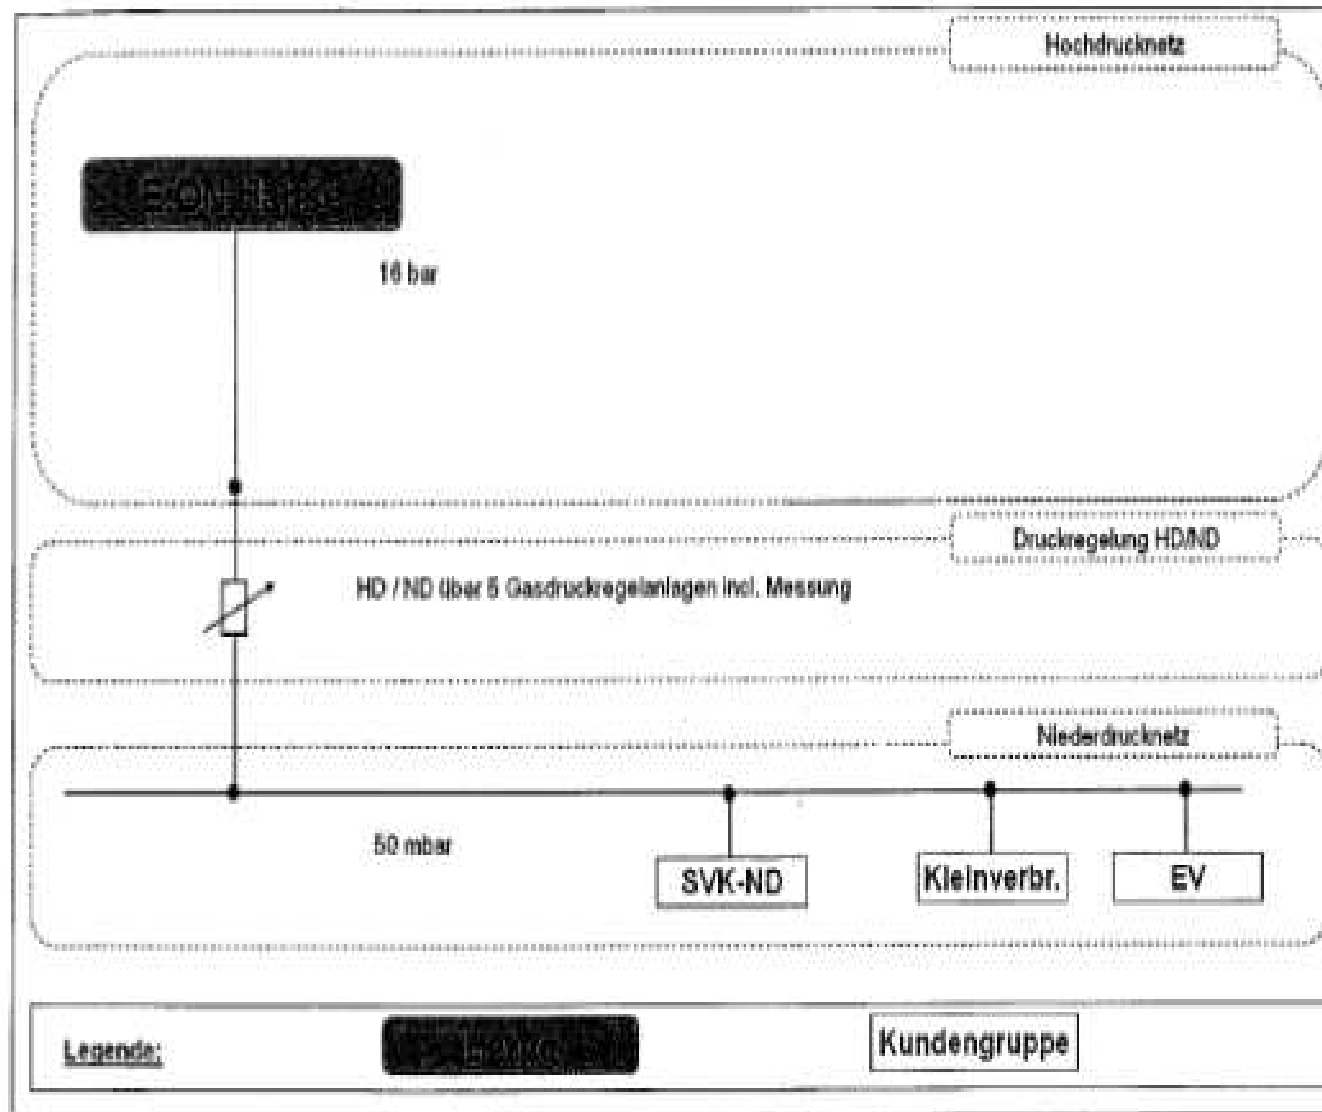 Hochdrucknetz
16 bar
Druckregelung HD/ND
HD / ND über 6 Gasdruckregelanlagen incl. Messung
Niederdrucknetz
50 mbar
SVK-ND
Kleinverbr.
EV
Legende:
Kundengruppe